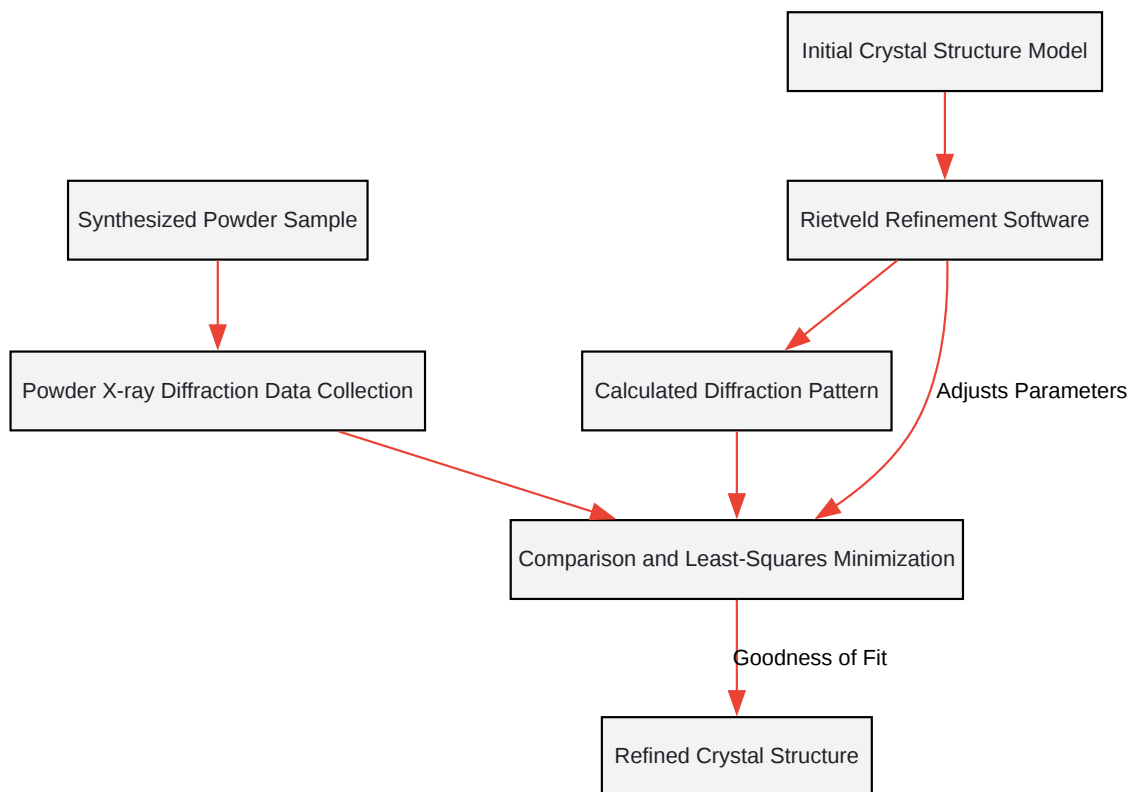 Initial Crystal Structure Model
Synthesized Powder Sample
Rietveld Refinement Software
Powder X-ray Diffraction Data Collection
Calculated Diffraction Pattern
Adjusts Parameters
Comparison and Least-Squares Minimization
Goodness of Fit
Refined Crystal Structure